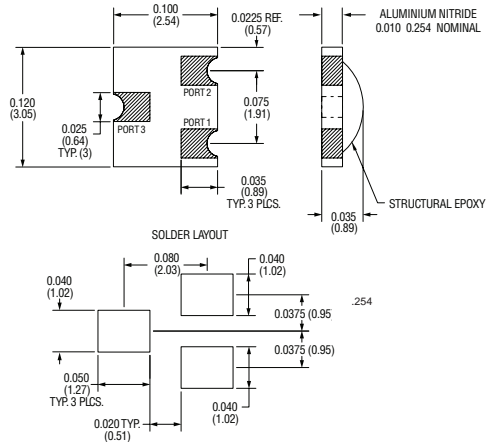 0.100
(2.54)
0.0225 REF.
(0.57)
ALUMINIUM NITRIDE
0.010 0.254 NOMINAL
0.120
(3.05)
PORT 2
0.075
(1.91)
0.025
(0.64)
TYP. (3)
PORT 3
PORT 1
0.035
(0.89)
TYP. 3 PLCS.
STRUCTURAL EPOXY
0.035
(0.89)
SOLDER LAYOUT
0.080
(2.03)
0.040
(1.02)
0.040
(1.02)
0.0375 (0.95
.254
0.0375 (0.95)
0.050
(1.27)
TYP. 3 PLCS.
0.020 TYP.
(0.51)
0.040
(1.02)